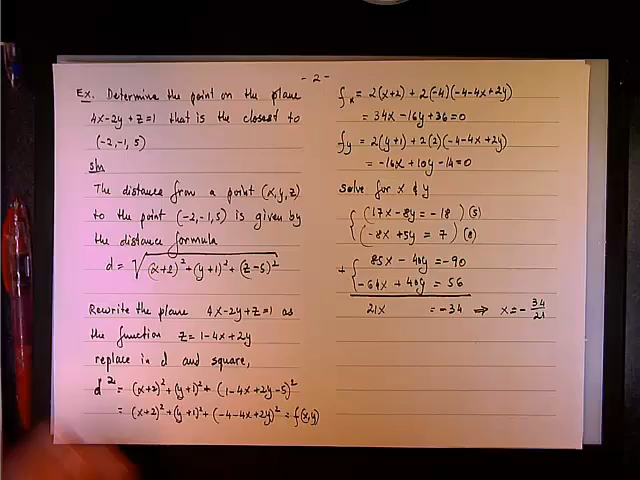 - 2 -
Ex. Determine the point on the plane
4x-2y+z=1 that is the closest to
(-2,-1,5)
Sln
The distance from a point (x,y,z)
to the point (-2,-1,5) is given by
the distance formula
d = √((x+2)²+(y+1)²+(z-5)²)
Rewrite the plane 4x-2y+z=1 as
the function z=1-4x+2y
replace in d and square,
d² = (x+2)²+(y+1)²+(1-4x+2y-5)²
= (x+2)²+(y+1)²+(-4-4x+2y)² = f(x,y)
fx = 2(x+2)+2(-4)(-4-4x+2y)
= 34x-16y+36=0
fy = 2(y+1)+2(2)(-4-4x+2y)
= -16x+10y-14=0
Solve for x & y
{ (17x-8y=-18) (5)
(-8x+5y=7) (8)
+ { 85x-40y=-90
-64x+40y=56
21x = -34 ⇒ x=-34/21